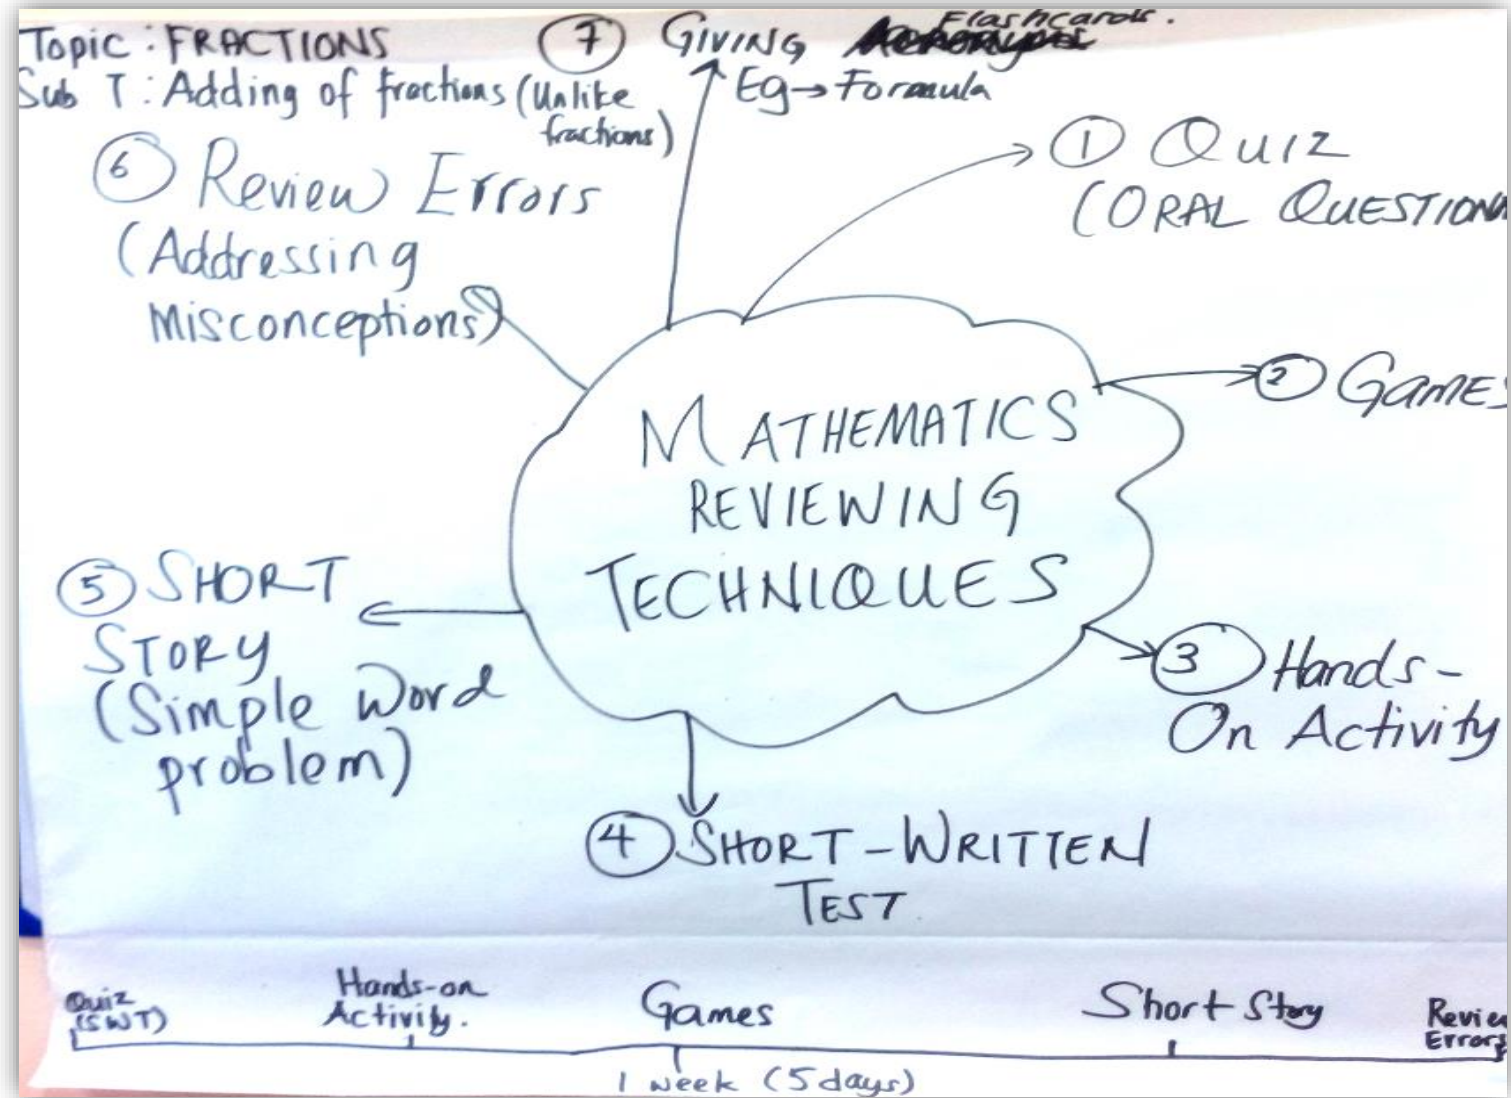 Topic: FRACTIONS
Sub T: Adding of fractions (Unlike
fractions)
7 GIVING Flashcards.
Eg → Formula
1 QUIZ
(ORAL QUESTION
2 GAMES
3 Hands-
On Activity
4 SHORT-WRITTEN
TEST
5 SHORT
STORY
(Simple Word
problem)
6 Review Errors
(Addressing
Misconceptions)
MATHEMATICS
REVIEWING
TECHNIQUES
Quiz
(SWT)
Hands-on
Activity.
Games
Short Story
Review
Errors
1 week (5 days)